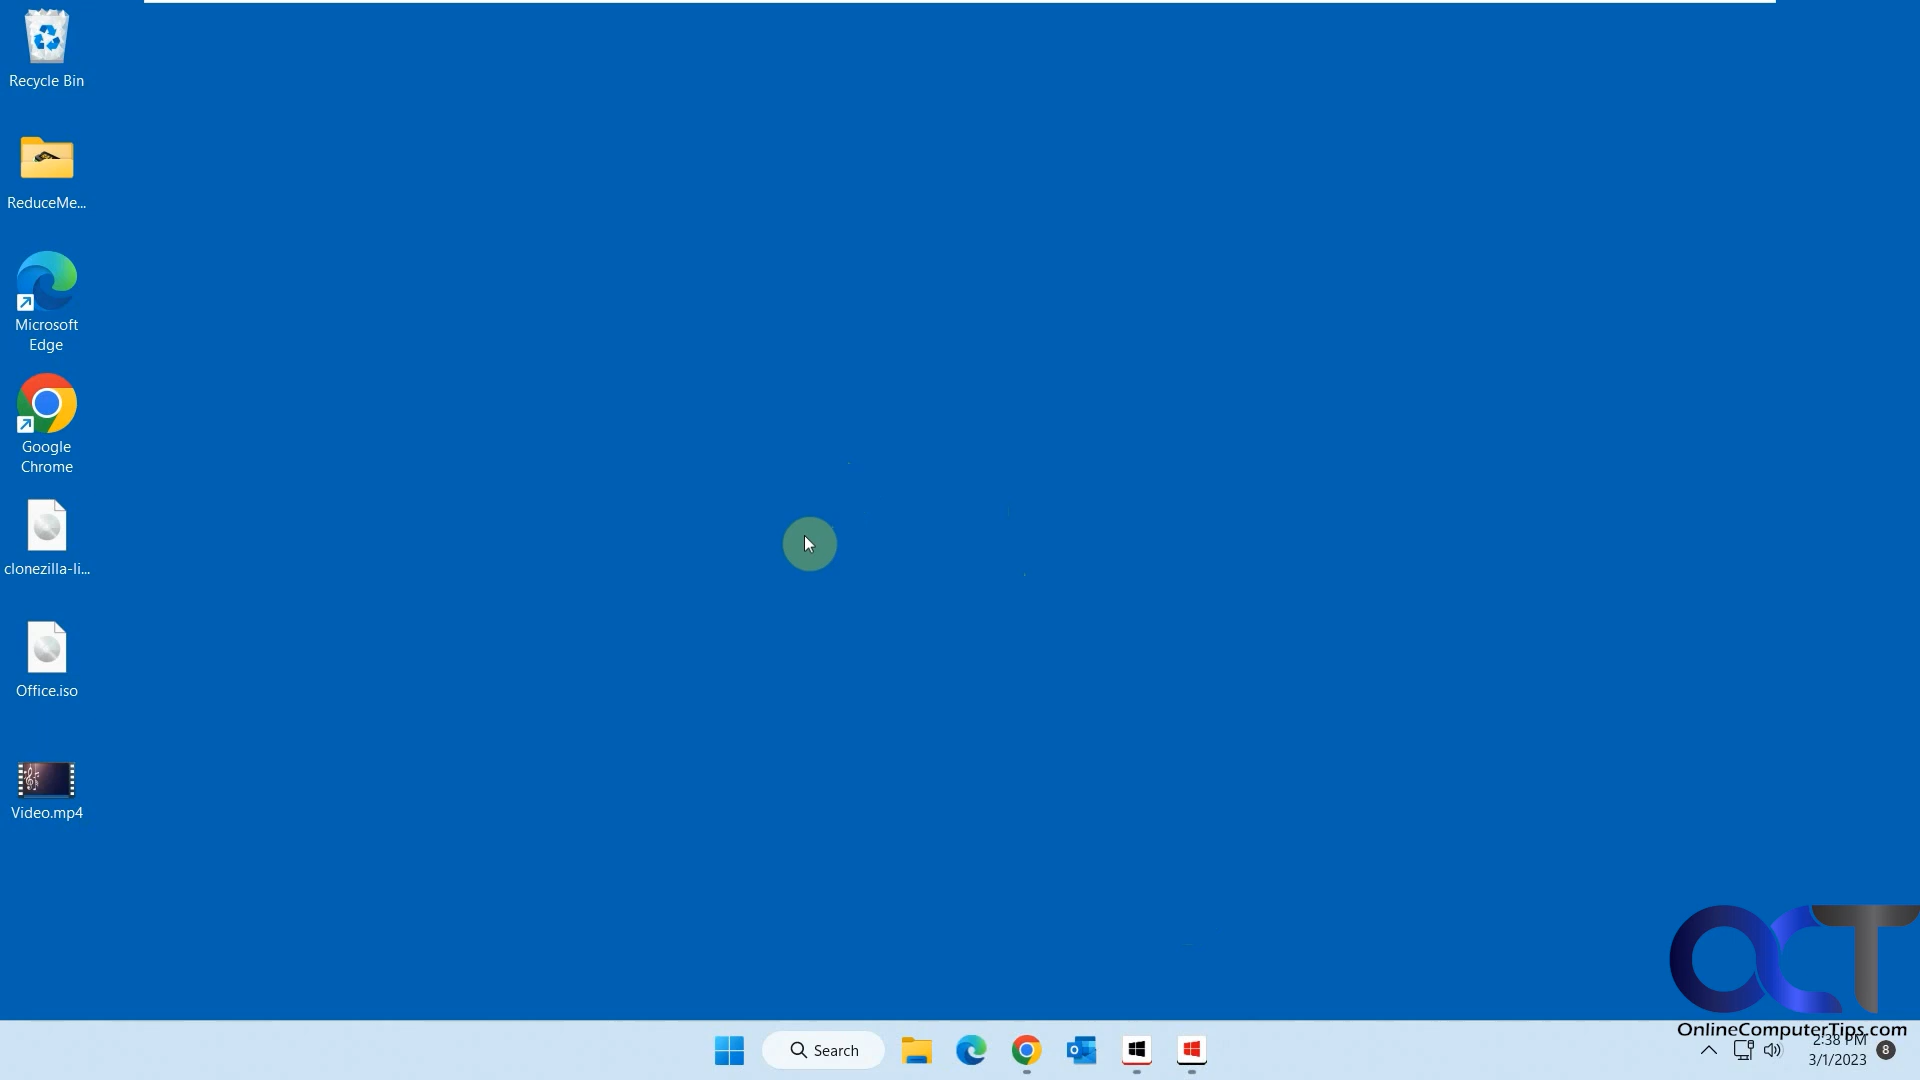 Recycle Bin
ReduceMe...
Microsoft
Edge
Google
Chrome
clonezilla-li...
Office.iso
Video.mp4
OCT
OnlineComputerTips.com
Search
2:38 PM
3/1/2023
8